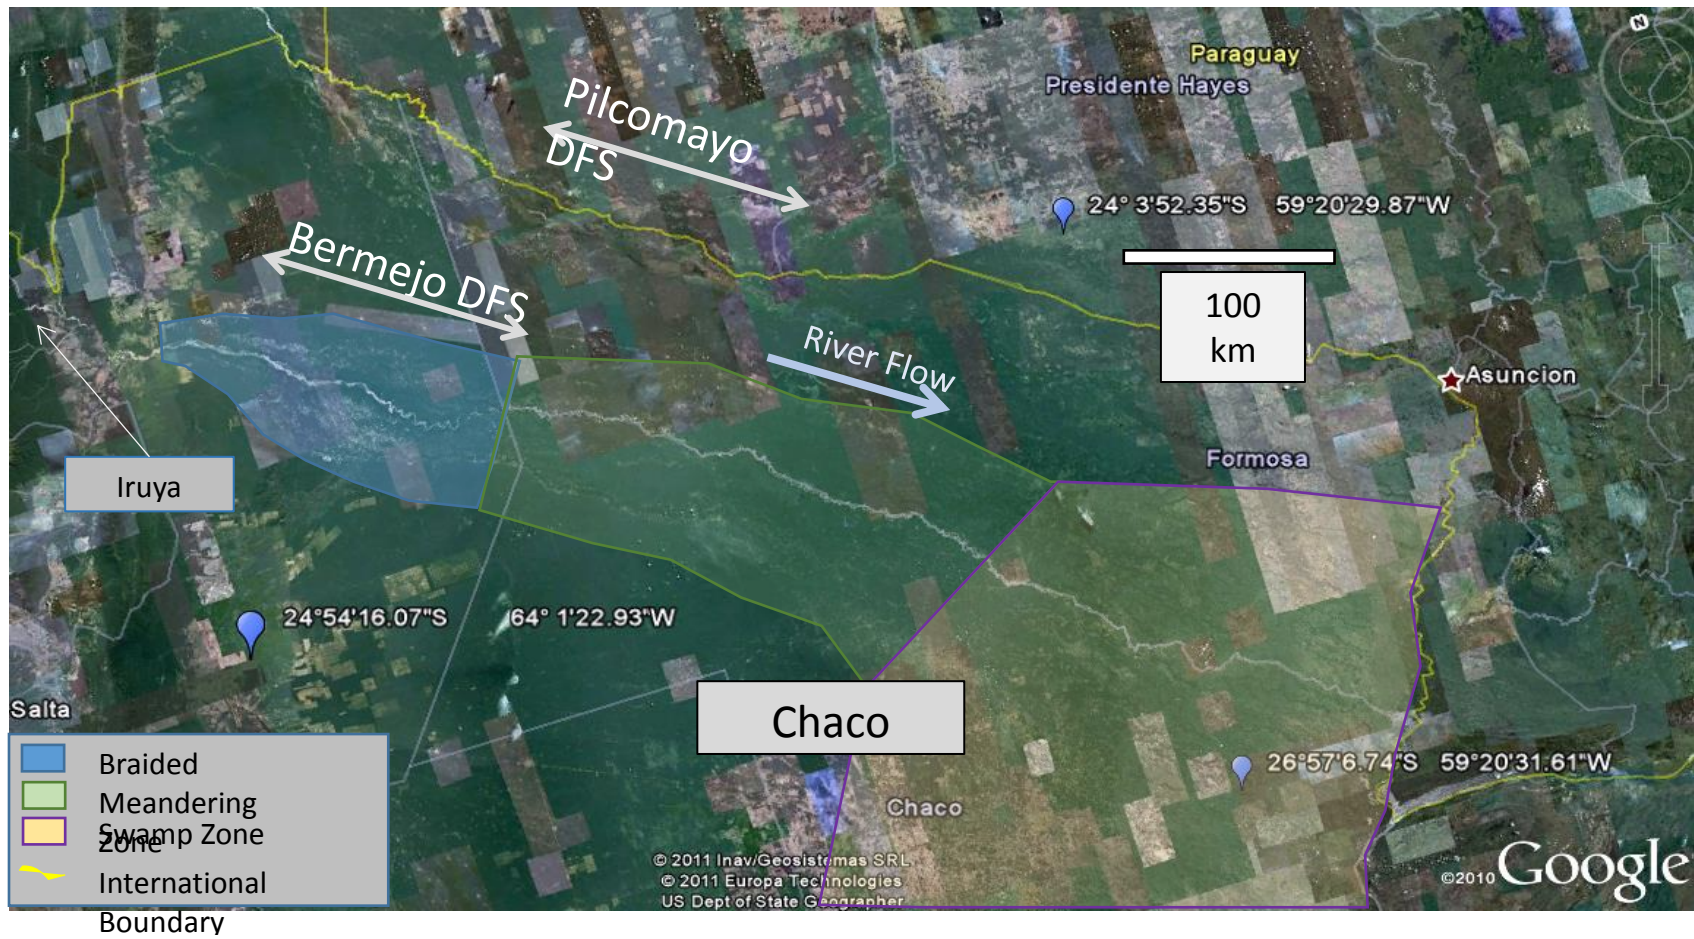 N
Paraguay
Presidente Hayes
Pilcomayo
DFS
24° 3'52.35"S 59°20'29.87"W
Bermejo DFS
100
km
River Flow
Asuncion
Formosa
Iruya
24°54'16.07"S 64° 1'22.93"W
Salta
Chaco
26°57'6.74"S 59°20'31.61"W
Chaco
Braided
Meandering
Zone
Swamp Zone
International
Boundary
© 2011 Inav/Geosistemas SRL
© 2011 Europa Technologies
US Dept of State Geographer
©2010 Google